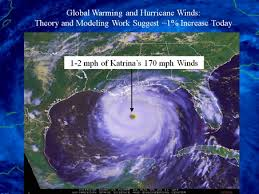 Global Warming and Hurricane Winds:
Theory and Modeling Work Suggest ~1% Increase Today
1-2 mph of Katrina's 170 mph Winds